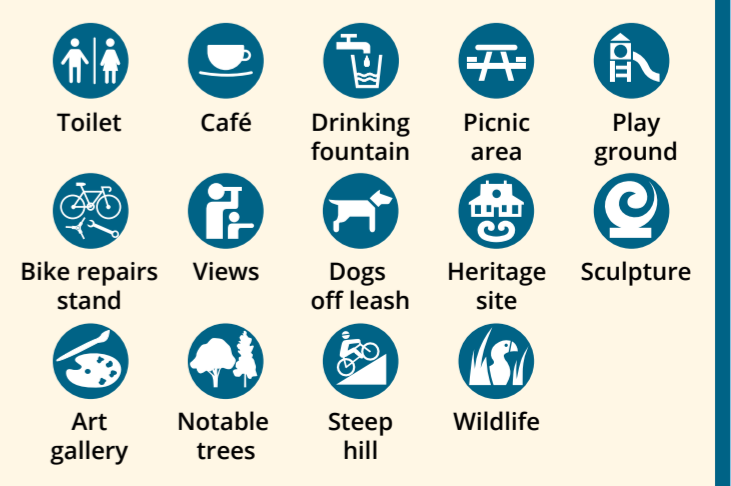 Toilet
Café
Drinking
fountain
Picnic
area
Play
ground
Bike repairs
stand
Views
Dogs
off leash
Heritage
site
Sculpture
Art
gallery
Notable
trees
Steep
hill
Wildlife